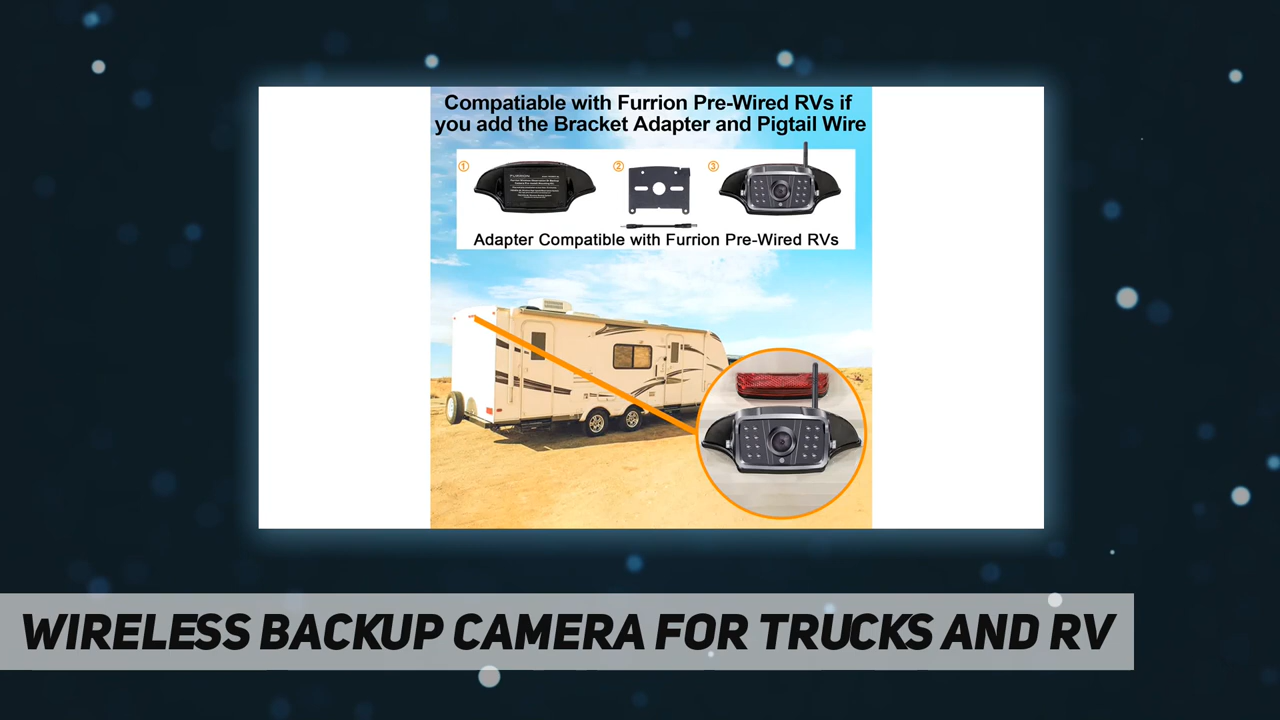 Compatiable with Furrion Pre-Wired RVs if
you add the Bracket Adapter and Pigtail Wire
1 2 3
FURRION
Adapter Compatible with Furrion Pre-Wired RVs
WIRELESS BACKUP CAMERA FOR TRUCKS AND RV